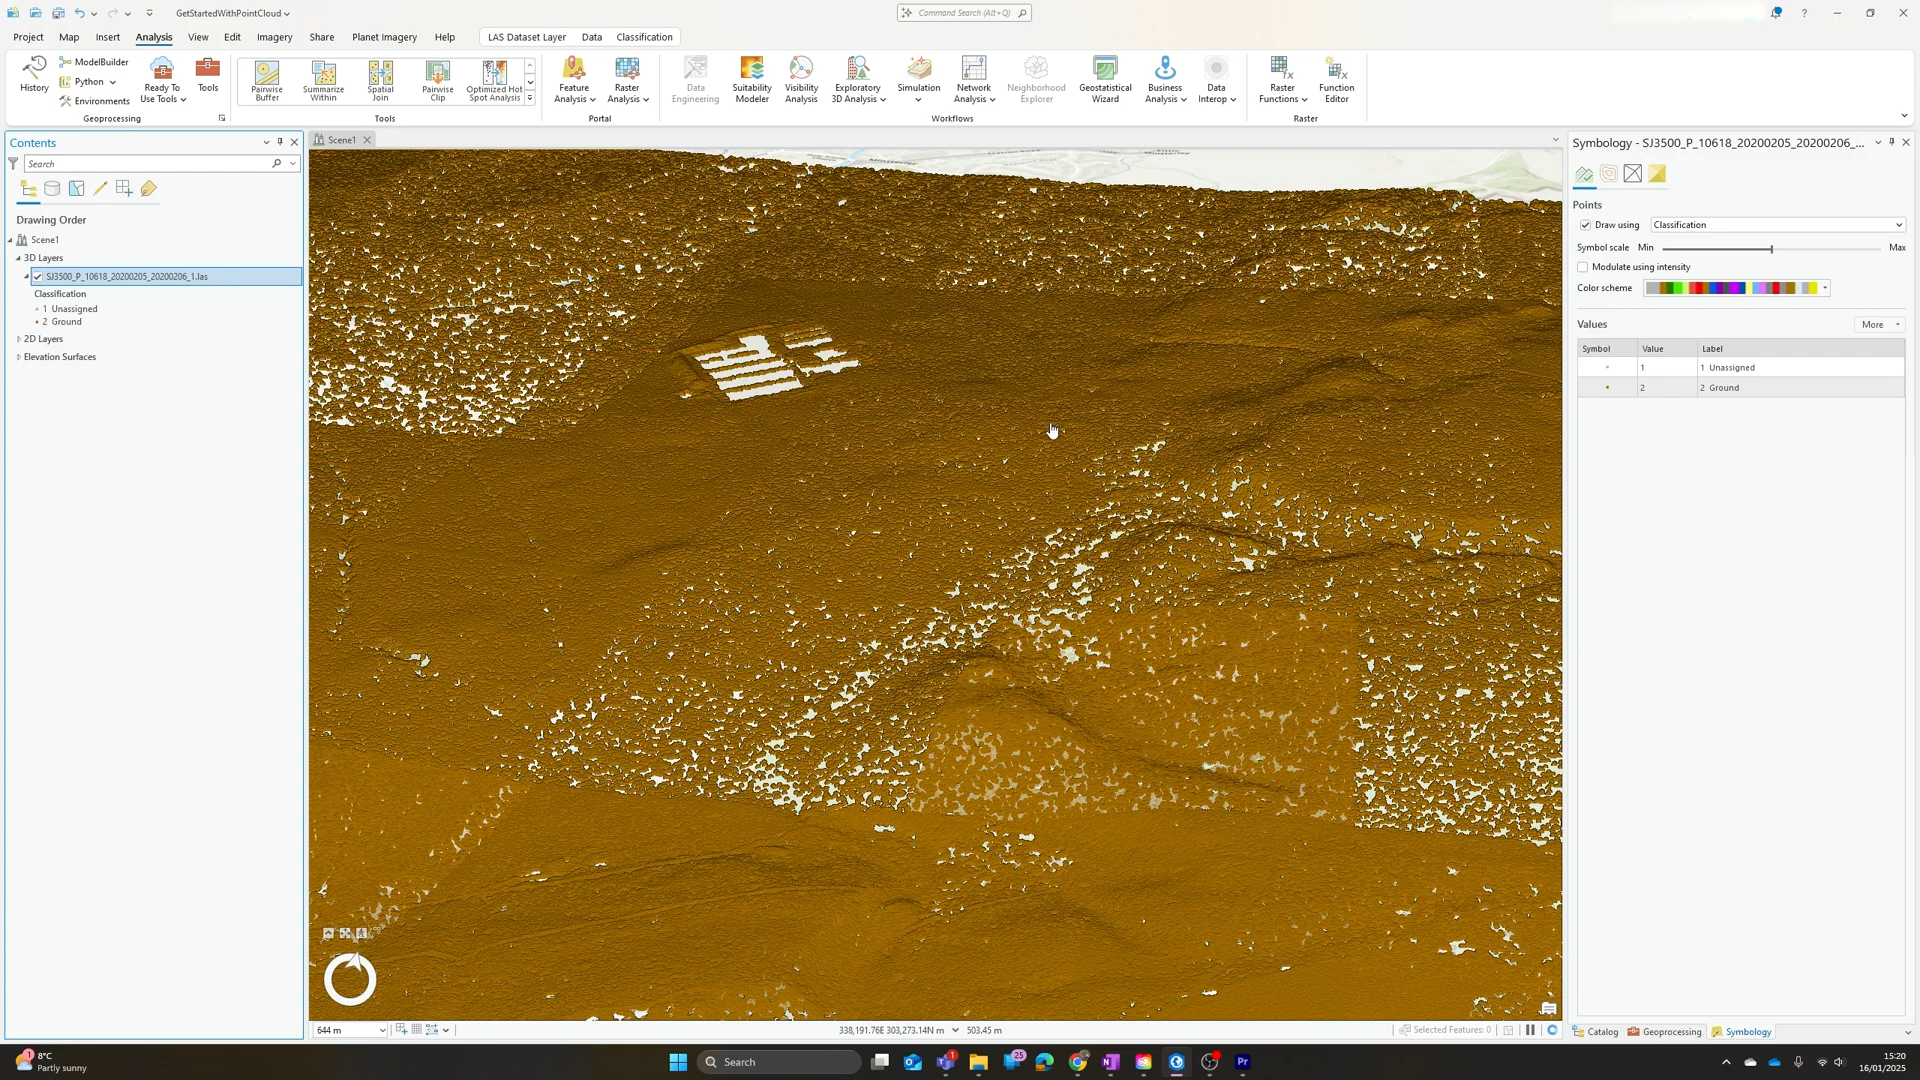 GetStartedWithPointCloud
Command Search (Alt+Q)
Project Map Insert Analysis View Edit Imagery Share Planet Imagery Help LAS Dataset Layer Data Classification
History
ModelBuilder
Python
Environments
Ready To
Use Tools
Tools
Geoprocessing
Pairwise
Buffer
Summarize
Within
Spatial
Join
Pairwise
Clip
Optimized Hot
Spot Analysis
Tools
Feature
Analysis
Raster
Analysis
Portal
Data
Engineering
Suitability
Modeler
Visibility
Analysis
Exploratory
3D Analysis
Simulation
Network
Analysis
Neighborhood
Explorer
Geostatistical
Wizard
Business
Analysis
Data
Interop
Workflows
Raster
Functions
Function
Editor
Raster
Contents
Search
Drawing Order
Scene1
3D Layers
SJ3500_P_10618_20200205_20200206_1.las
Classification
1 Unassigned
2 Ground
2D Layers
Elevation Surfaces
Scene1
644 m
338,191.76E 303,273.14N m
503.45 m
Selected Features: 0
Symbology - SJ3500_P_10618_20200205_20200206_...
Points
Draw using Classification
Symbol scale Min Max
Modulate using intensity
Color scheme
Values More
Symbol Value Label
1 1 Unassigned
2 2 Ground
Catalog Geoprocessing Symbology
8°C
Partly sunny
Search
1
25
Pr
15:20
16/01/2025